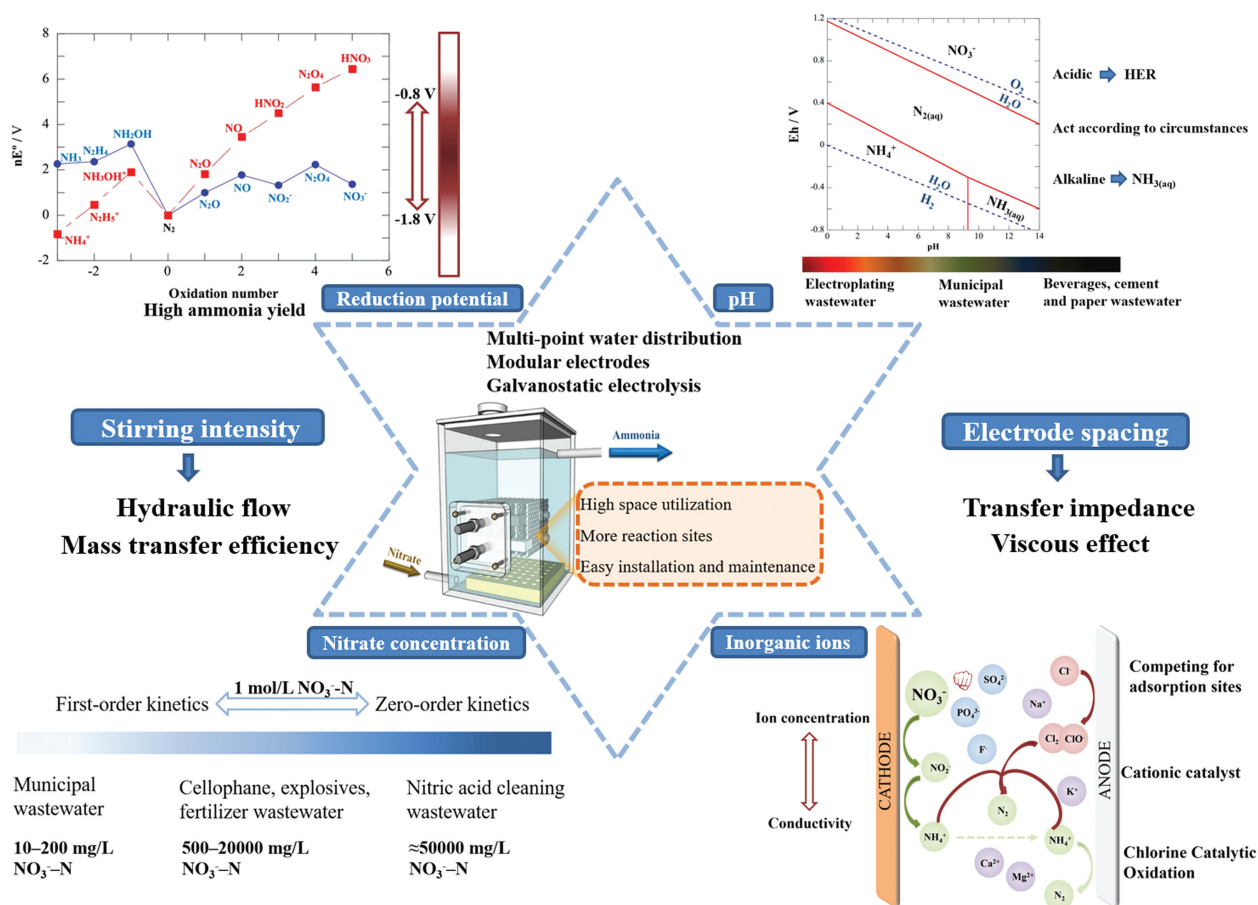 8
6
4
2
0
-2
nE° / V
-2
0
2
4
6
NH₃
N₂H₄
NH₂OH
NH₃OH⁺
N₂H₅⁺
NH₄⁺
N₂
N₂O
NO
HNO₂
N₂O₄
HNO₃
N₂O
NO
NO₂⁻
N₂O₄
NO₃⁻
Oxidation number
High ammonia yield
-0.8 V
-1.8 V
Reduction potential
1.2
0.8
0.4
0
-0.4
-0.8
Eh / V
NO₃⁻
O₂
H₂O
N₂(aq)
NH₄⁺
H₂O
H₂
NH₃(aq)
0
2
4
6
8
10
12
14
pH
Acidic HER
Act according to circumstances
Alkaline NH₃(aq)
Electroplating
wastewater
Municipal
wastewater
Beverages, cement
and paper wastewater
pH
Multi-point water distribution
Modular electrodes
Galvanostatic electrolysis
Stirring intensity
Hydraulic flow
Mass transfer efficiency
Ammonia
Nitrate
High space utilization
More reaction sites
Easy installation and maintenance
Electrode spacing
Transfer impedance
Viscous effect
Nitrate concentration
First-order kinetics
1 mol/L NO₃⁻-N
Zero-order kinetics
Municipal
wastewater
10–200 mg/L
NO₃⁻–N
Cellophane, explosives,
fertilizer wastewater
500–20000 mg/L
NO₃⁻–N
Nitric acid cleaning
wastewater
≈50000 mg/L
NO₃⁻–N
Inorganic ions
Ion concentration
Conductivity
CATHODE
NO₃⁻
SO₄²⁻
PO₄³⁻
F⁻
NO₂⁻
NH₄⁺
N₂
Na⁺
Cl⁻
Cl₂
ClO⁻
K⁺
NH₄⁺
Ca²⁺
Mg²⁺
N₂
ANODE
Competing for
adsorption sites
Cationic catalyst
Chlorine Catalytic
Oxidation